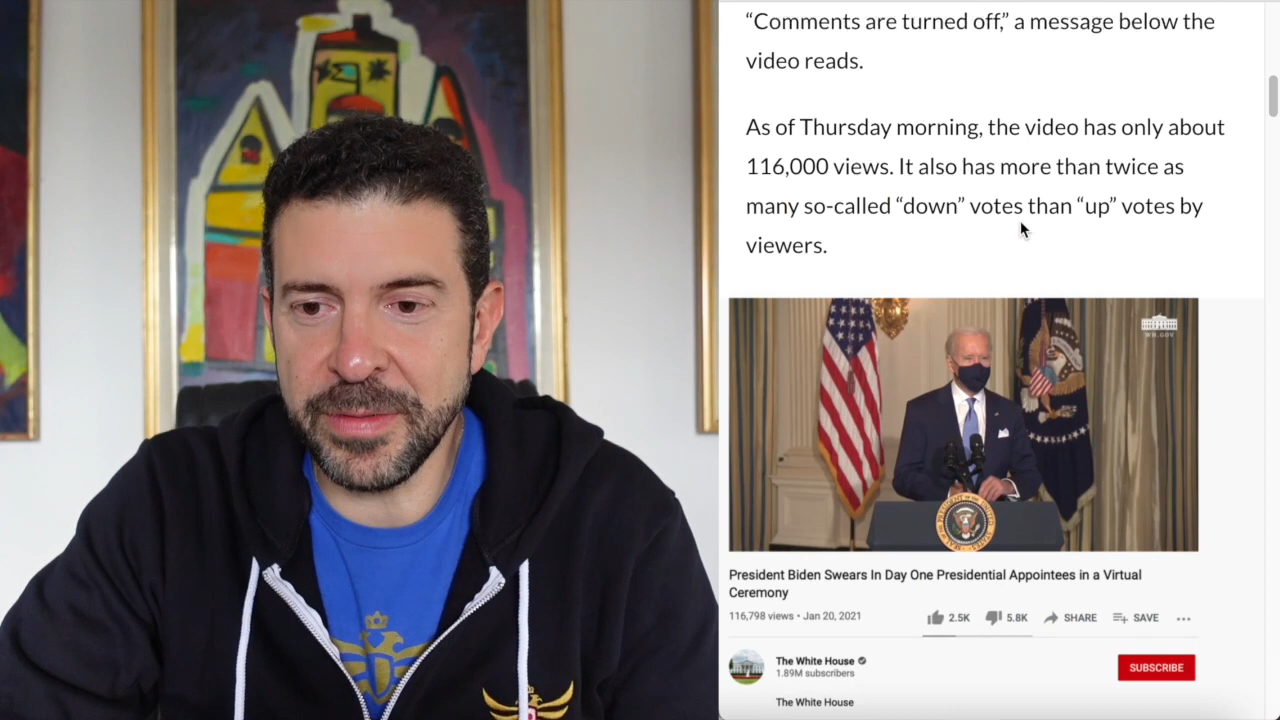 “Comments are turned off,” a message below the
video reads.
As of Thursday morning, the video has only about
116,000 views. It also has more than twice as
many so-called “down” votes than “up” votes by
viewers.
WH.GOV
President Biden Swears In Day One Presidential Appointees in a Virtual
Ceremony
116,798 views • Jan 20, 2021
2.5K
5.8K
SHARE
SAVE
The White House
1.89M subscribers
SUBSCRIBE
The White House